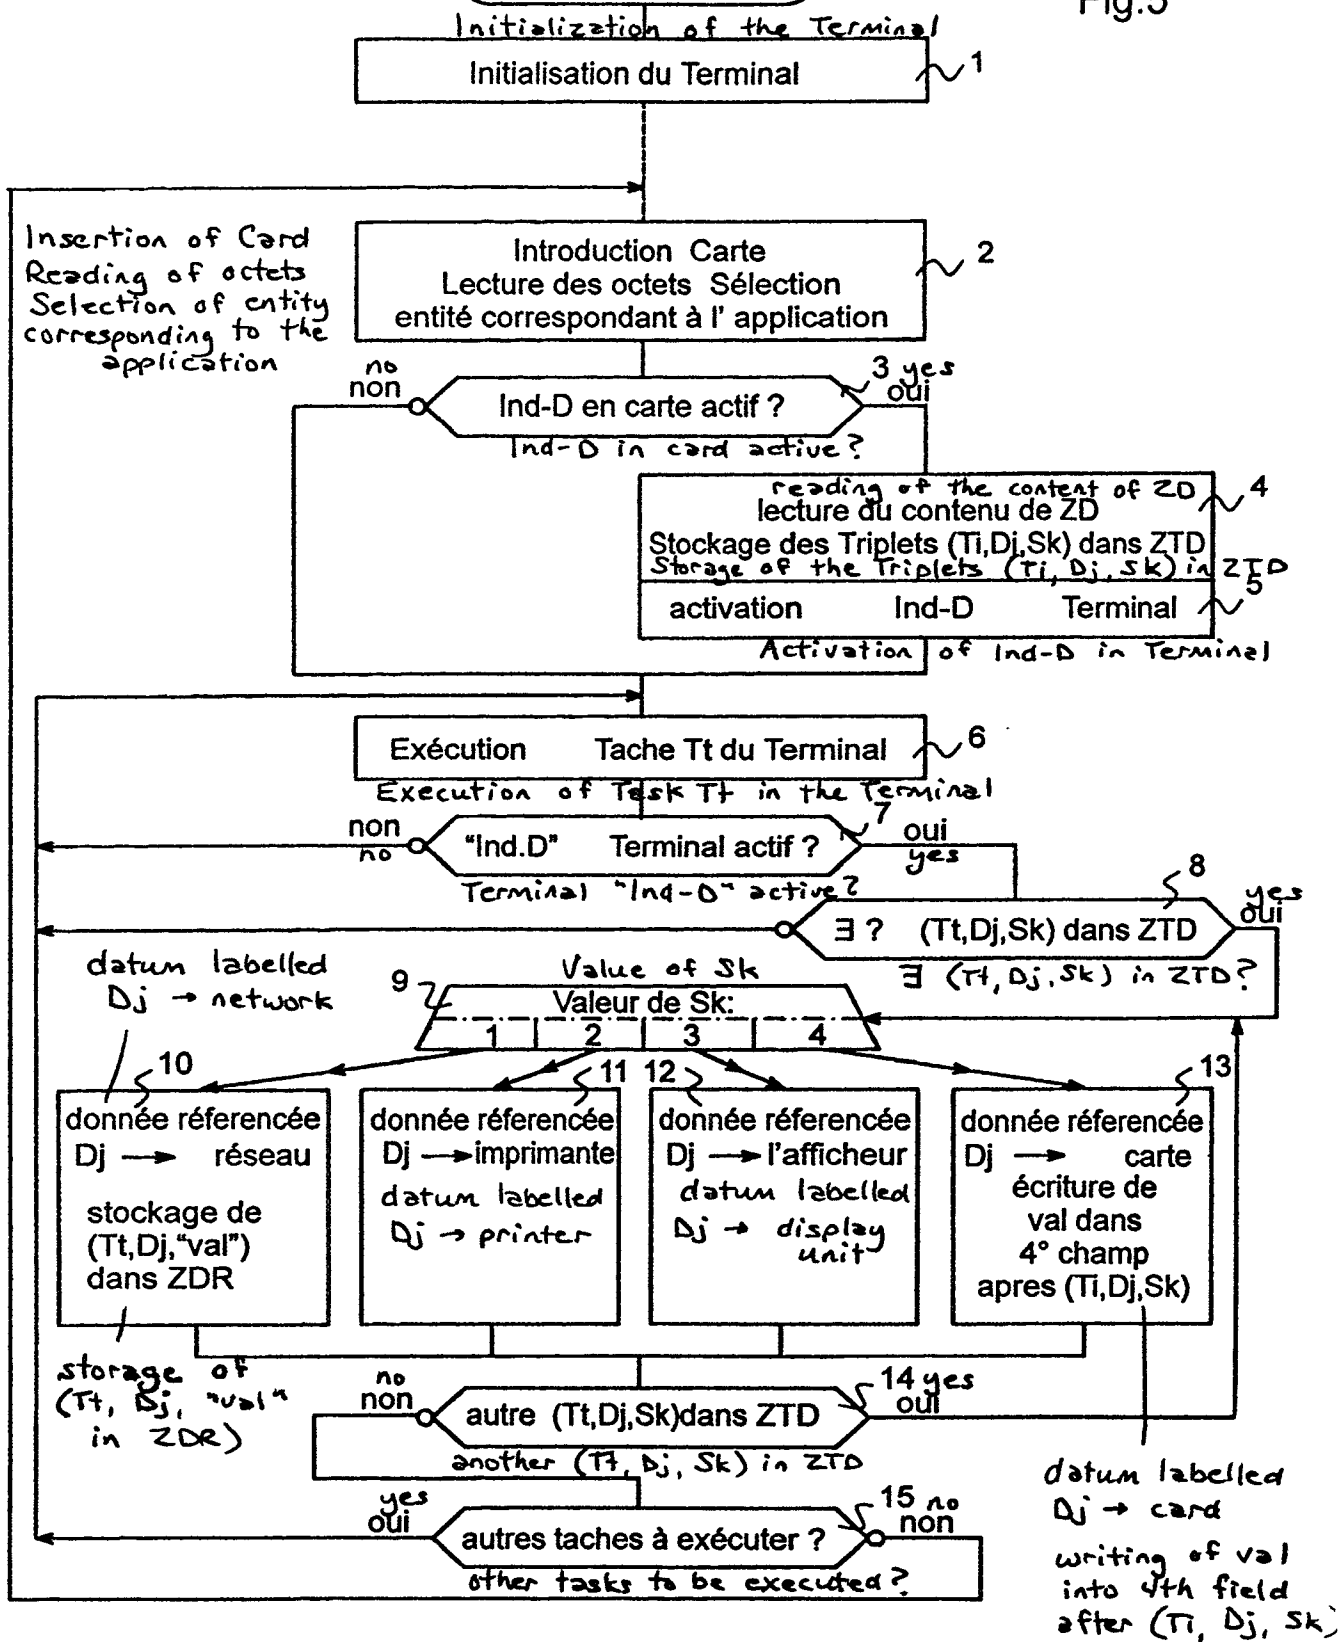 Fig.5
Initialization of the Terminal
Initialisation du Terminal
1
Insertion of Card
Reading of octets
Selection of entity
corresponding to the
application
Introduction Carte
Lecture des octets Sélection
entité correspondant à l' application
2
no
non
3 yes
oui
Ind-D en carte actif ?
Ind-D in card active?
reading of the content of ZD
4
lecture du contenu de ZD
Stockage des Triplets (Ti,Dj,Sk) dans ZTD
Storage of the Triplets (Ti, Dj, Sk) in ZTD
5
activation Ind-D Terminal
Activation of Ind-D in Terminal
Exécution Tache Tt du Terminal
6
Execution of Task Tt in the Terminal
non
no
"Ind.D" Terminal actif ?
7
oui
yes
Terminal "Ind-D" active?
8
yes
oui
∃ ? (Tt,Dj,Sk) dans ZTD
∃ (Tt, Dj, Sk) in ZTD?
datum labelled
Dj → network
Value of Sk
9
Valeur de Sk:
1 2 3 4
10
donnée réferencée
Dj → réseau
stockage de
(Tt,Dj,"val")
dans ZDR
11
donnée réferencée
Dj → imprimante
datum labelled
Dj → printer
12
donnée réferencée
Dj → l'afficheur
datum labelled
Dj → display
unit
13
donnée réferencée
Dj → carte
écriture de
val dans
4° champ
apres (Ti,Dj,Sk)
storage of
(Tt, Dj, "val"
in ZDR)
no
non
14 yes
oui
autre (Tt,Dj,Sk)dans ZTD
another (Tt, Dj, Sk) in ZTD
yes
oui
15 no
non
autres taches à exécuter ?
other tasks to be executed?
datum labelled
Dj → card
writing of val
into 4th field
after (Ti, Dj, Sk)